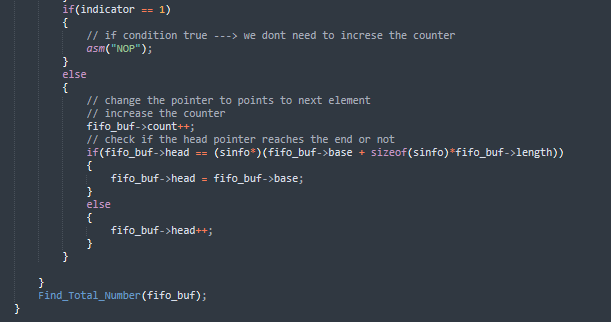 if(indicator == 1)
{
// if condition true ---> we dont need to increse the counter
asm("NOP");
}
else
{
// change the pointer to points to next element
// increase the counter
fifo_buf->count++;
// check if the head pointer reaches the end or not
if(fifo_buf->head == (sinfo*)(fifo_buf->base + sizeof(sinfo)*fifo_buf->length))
{
fifo_buf->head = fifo_buf->base;
}
else
{
fifo_buf->head++;
}
}
}
Find_Total_Number(fifo_buf);
}